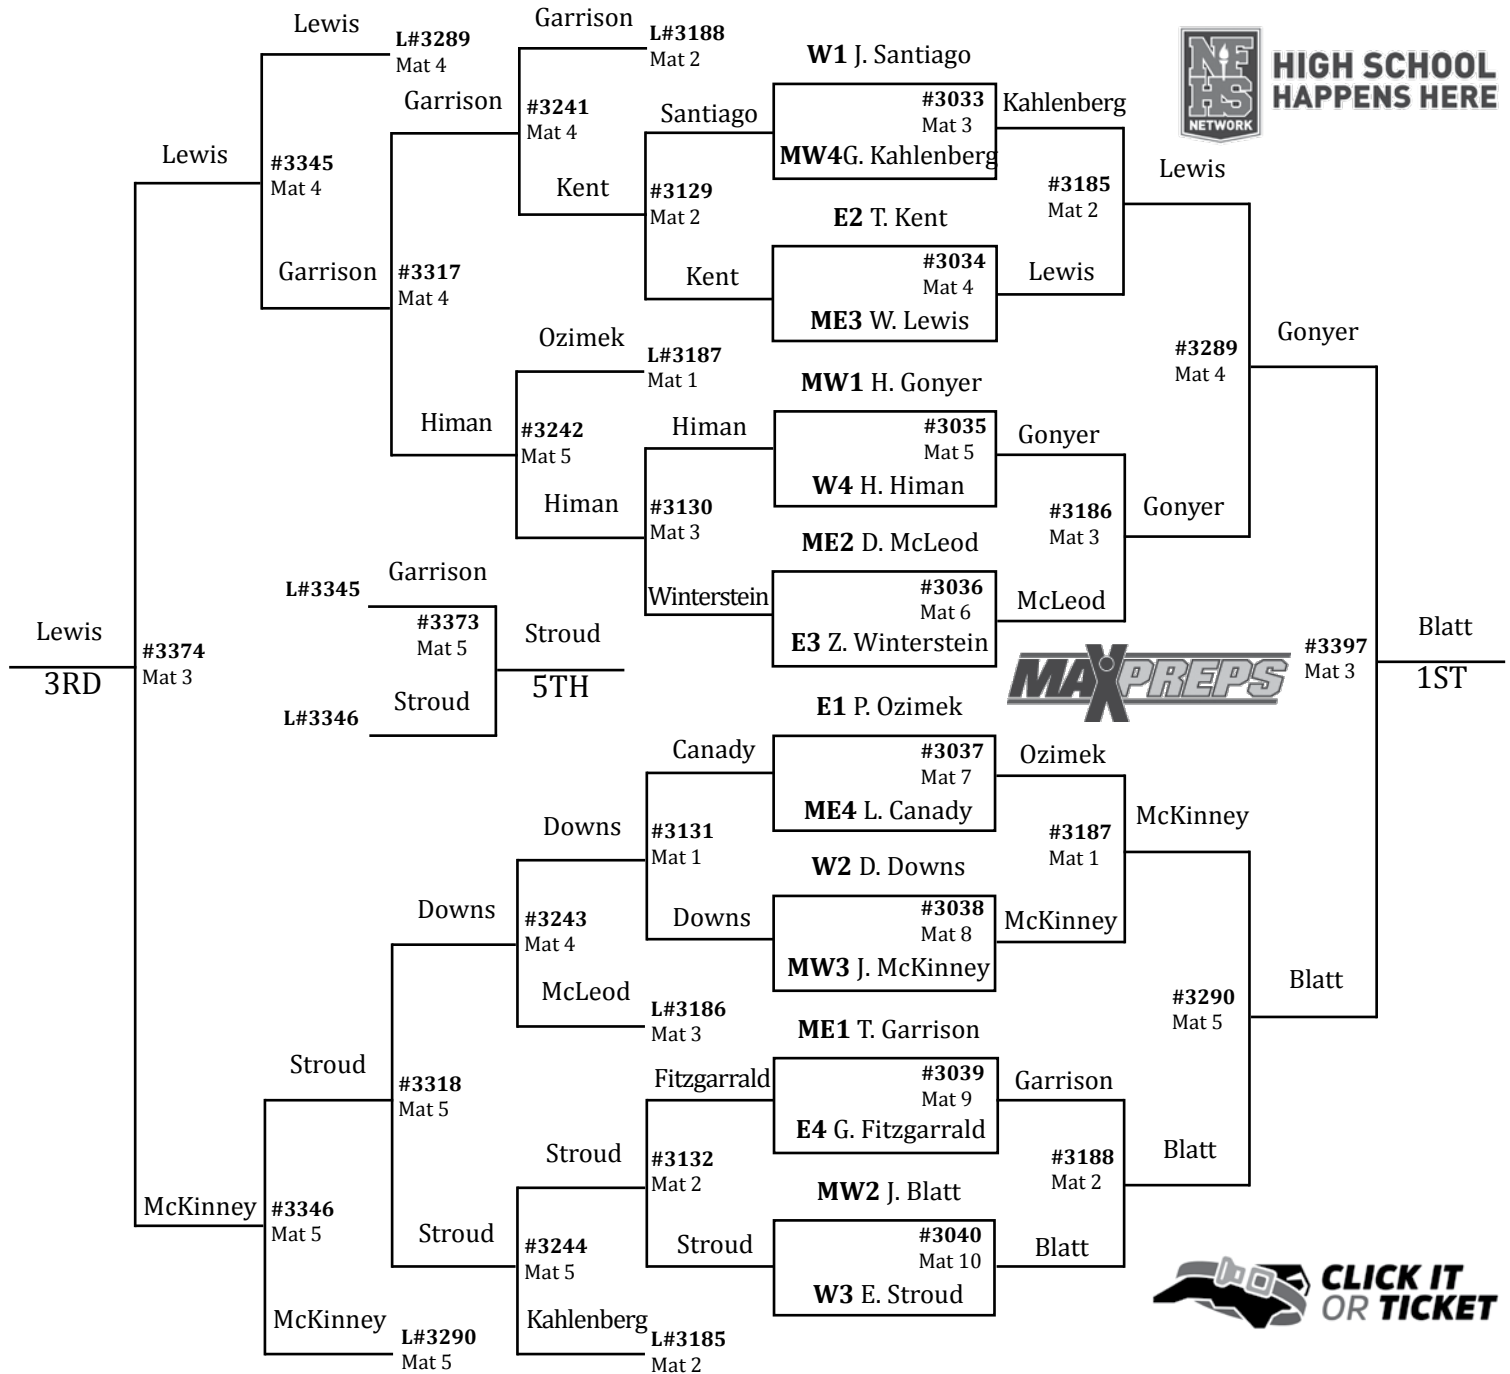 Lewis
L#3289
Mat 4
Garrison
L#3188
Mat 2
W1 J. Santiago
NFHS
NETWORK
HIGH SCHOOL
HAPPENS HERE
Garrison
#3241
Mat 4
Santiago
#3033
Mat 3
Kahlenberg
MW4G. Kahlenberg
Lewis
#3345
Mat 4
Kent
#3129
Mat 2
#3185
Mat 2
Lewis
E2 T. Kent
Garrison
#3317
Mat 4
Kent
#3034
Mat 4
Lewis
ME3 W. Lewis
Ozimek
L#3187
Mat 1
#3289
Mat 4
Gonyer
MW1 H. Gonyer
Himan
#3242
Mat 5
Himan
#3035
Mat 5
Gonyer
W4 H. Himan
Himan
#3130
Mat 3
#3186
Mat 3
Gonyer
ME2 D. McLeod
Garrison
L#3345
Winterstein
#3036
Mat 6
McLeod
E3 Z. Winterstein
Lewis
3RD
#3374
Mat 3
#3373
Mat 5
Stroud
5TH
MAXPREPS
#3397
Mat 3
Blatt
1ST
Stroud
L#3346
E1 P. Ozimek
Canady
#3037
Mat 7
Ozimek
ME4 L. Canady
Downs
#3131
Mat 1
#3187
Mat 1
McKinney
W2 D. Downs
Downs
#3243
Mat 4
Downs
#3038
Mat 8
McKinney
MW3 J. McKinney
McLeod
L#3186
Mat 3
#3290
Mat 5
Blatt
ME1 T. Garrison
Stroud
#3318
Mat 5
Fitzgarrald
#3039
Mat 9
Garrison
E4 G. Fitzgarrald
Stroud
#3132
Mat 2
#3188
Mat 2
Blatt
MW2 J. Blatt
McKinney
#3346
Mat 5
Stroud
#3244
Mat 5
Stroud
#3040
Mat 10
Blatt
W3 E. Stroud
McKinney
L#3290
Mat 5
Kahlenberg
L#3185
Mat 2
CLICK IT
OR TICKET